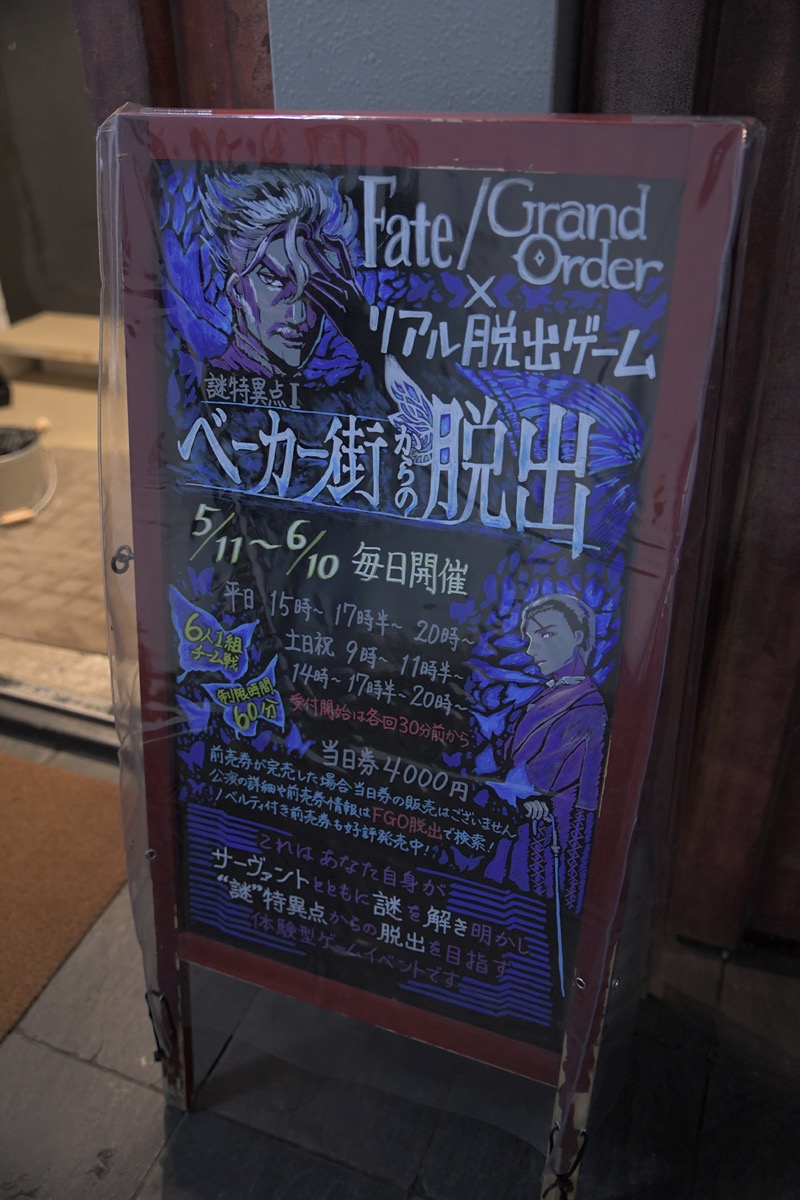 Fate/Grand Order
×
リアル脱出ゲーム
謎特異点I
ベーカー街からの脱出
5/11～6/10 毎日開催
平日 15時～ 17時半～ 20時～
土日祝 9時～ 11時半～
14時～ 17時半～ 20時～
受付開始は各回30分前から
6人1組
チーム戦
制限時間
60分
当日券 4000円
前売券が完売した場合当日券の販売はございません
公演の詳細や前売券情報はFGO脱出で検索!
ノベルティ付き前売券も好評発売中!!
これは あなた自身が
サーヴァントとともに 謎を解き明かし
“謎”特異点からの脱出を目指す
体験型ゲームイベントです